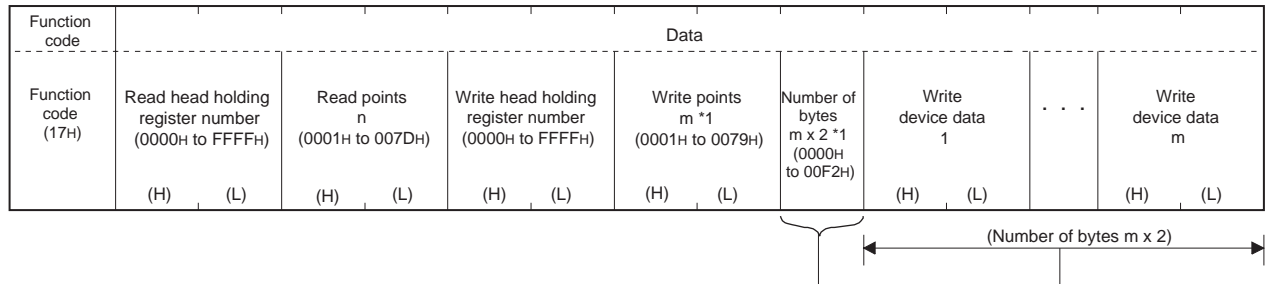 Function
code
Data
Function
code
(17H)
Read head holding
register number
(0000H to FFFFH)
(H) (L)
Read points
n
(0001H to 007DH)
(H) (L)
Write head holding
register number
(0000H to FFFFH)
(H) (L)
Write points
m *1
(0001H to 0079H)
(H) (L)
Number of
bytes
m x 2 *1
(0000H
to 00F2H)
Write
device data
1
(H) (L)
. . .
Write
device data
m
(H) (L)
(Number of bytes m x 2)